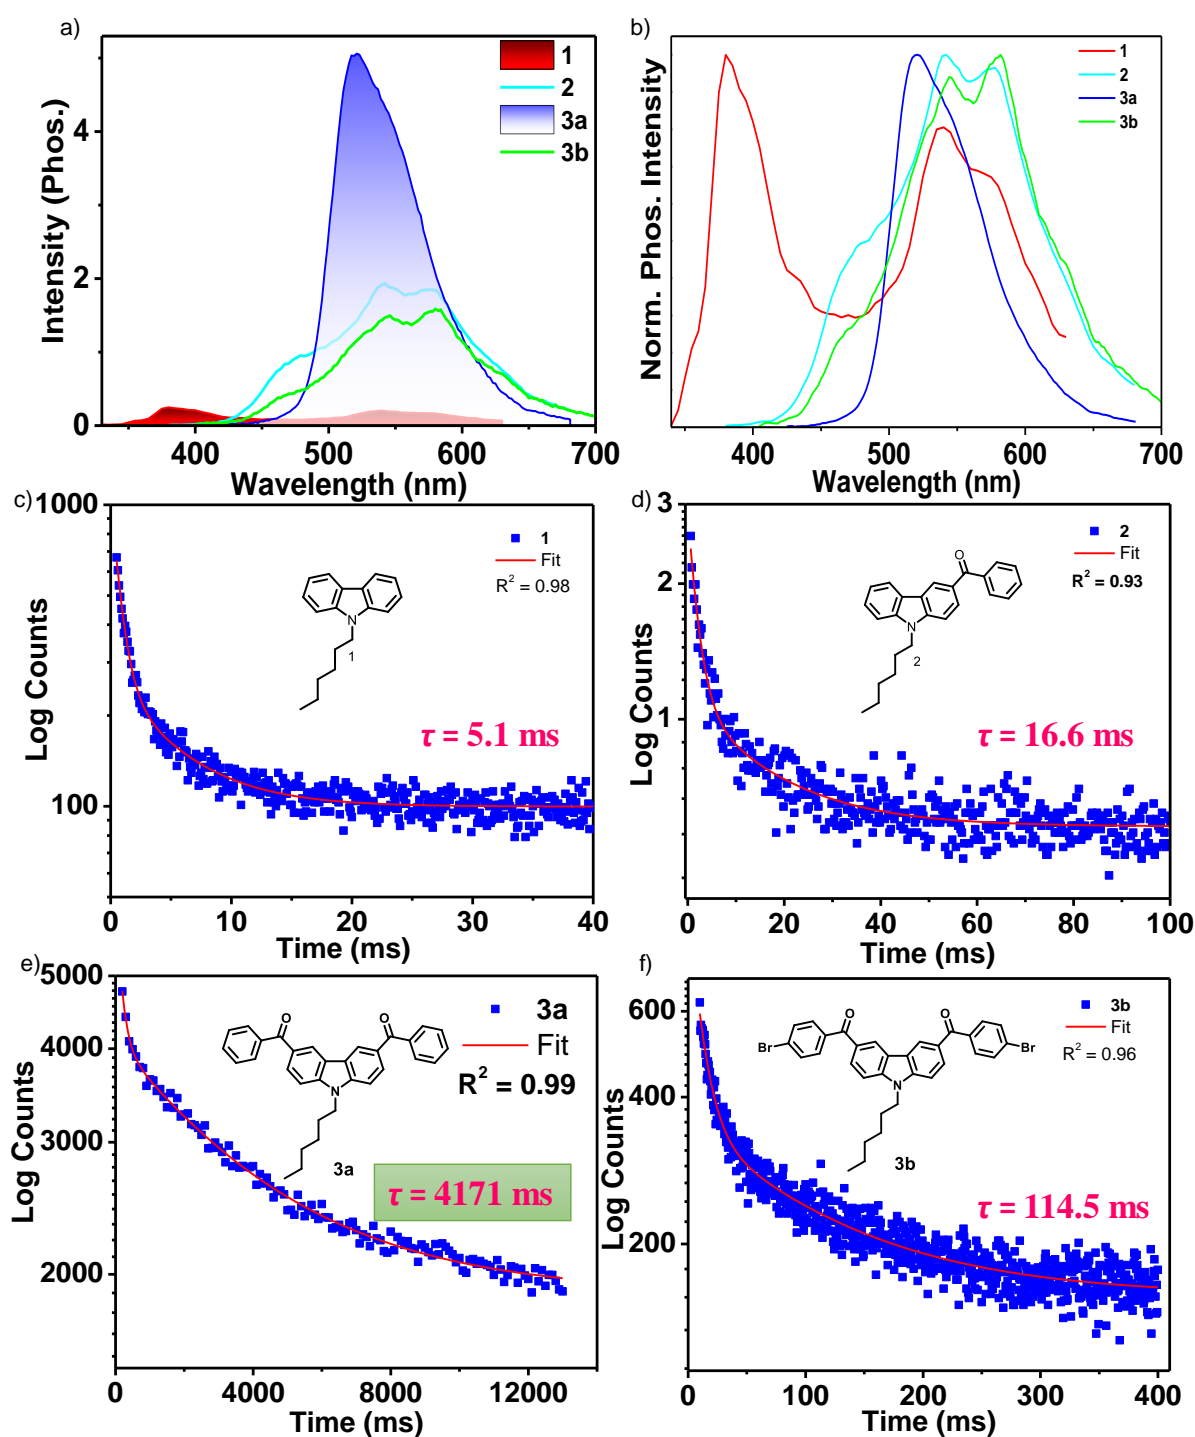 a)
1
2
3a
3b
Intensity (Phos.)
4
2
0
400 500 600 700
Wavelength (nm)
b)
1
2
3a
3b
Norm. Phos. Intensity
400 500 600 700
Wavelength (nm)
c)
1000
100
Log Counts
1
Fit
R² = 0.98
N
1
τ = 5.1 ms
0 10 20 30 40
Time (ms)
d)
3
2
1
Log Counts
2
Fit
R² = 0.93
O
N
2
τ = 16.6 ms
0 20 40 60 80 100
Time (ms)
e)
5000
4000
3000
2000
Log Counts
3a
Fit
R² = 0.99
O O
N
3a
τ = 4171 ms
0 4000 8000 12000
Time (ms)
f)
600
400
200
Log Counts
3b
Fit
R² = 0.96
O O
Br Br
N
3b
τ = 114.5 ms
0 100 200 300 400
Time (ms)